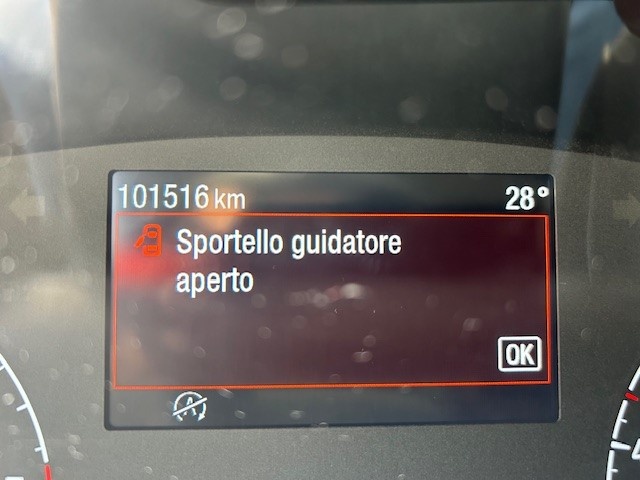 101516 km 28°
Sportello guidatore
aperto
OK
A